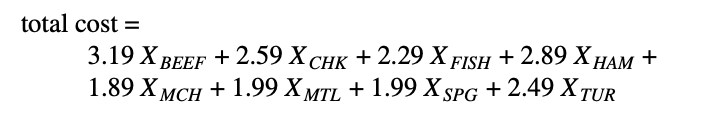 total cost =
3.19 X_BEEF + 2.59 X_CHK + 2.29 X_FISH + 2.89 X_HAM +
1.89 X_MCH + 1.99 X_MTL + 1.99 X_SPG + 2.49 X_TUR